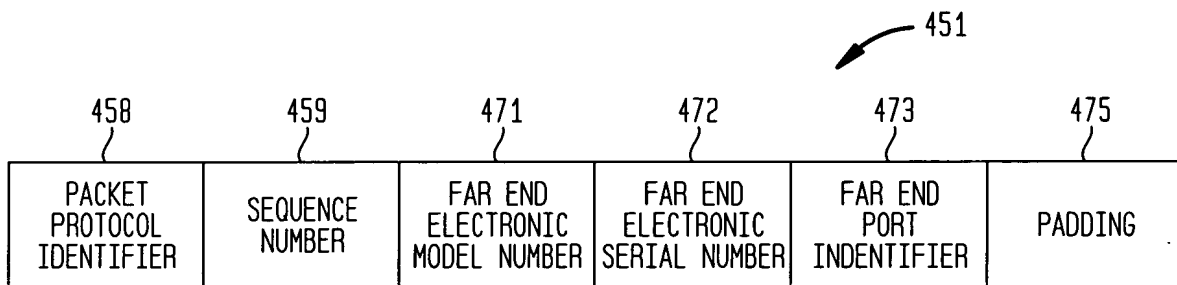 451
458
459
471
472
473
475
PACKET
PROTOCOL
IDENTIFIER
SEQUENCE
NUMBER
FAR END
ELECTRONIC
MODEL NUMBER
FAR END
ELECTRONIC
SERIAL NUMBER
FAR END
PORT
INDENTIFIER
PADDING